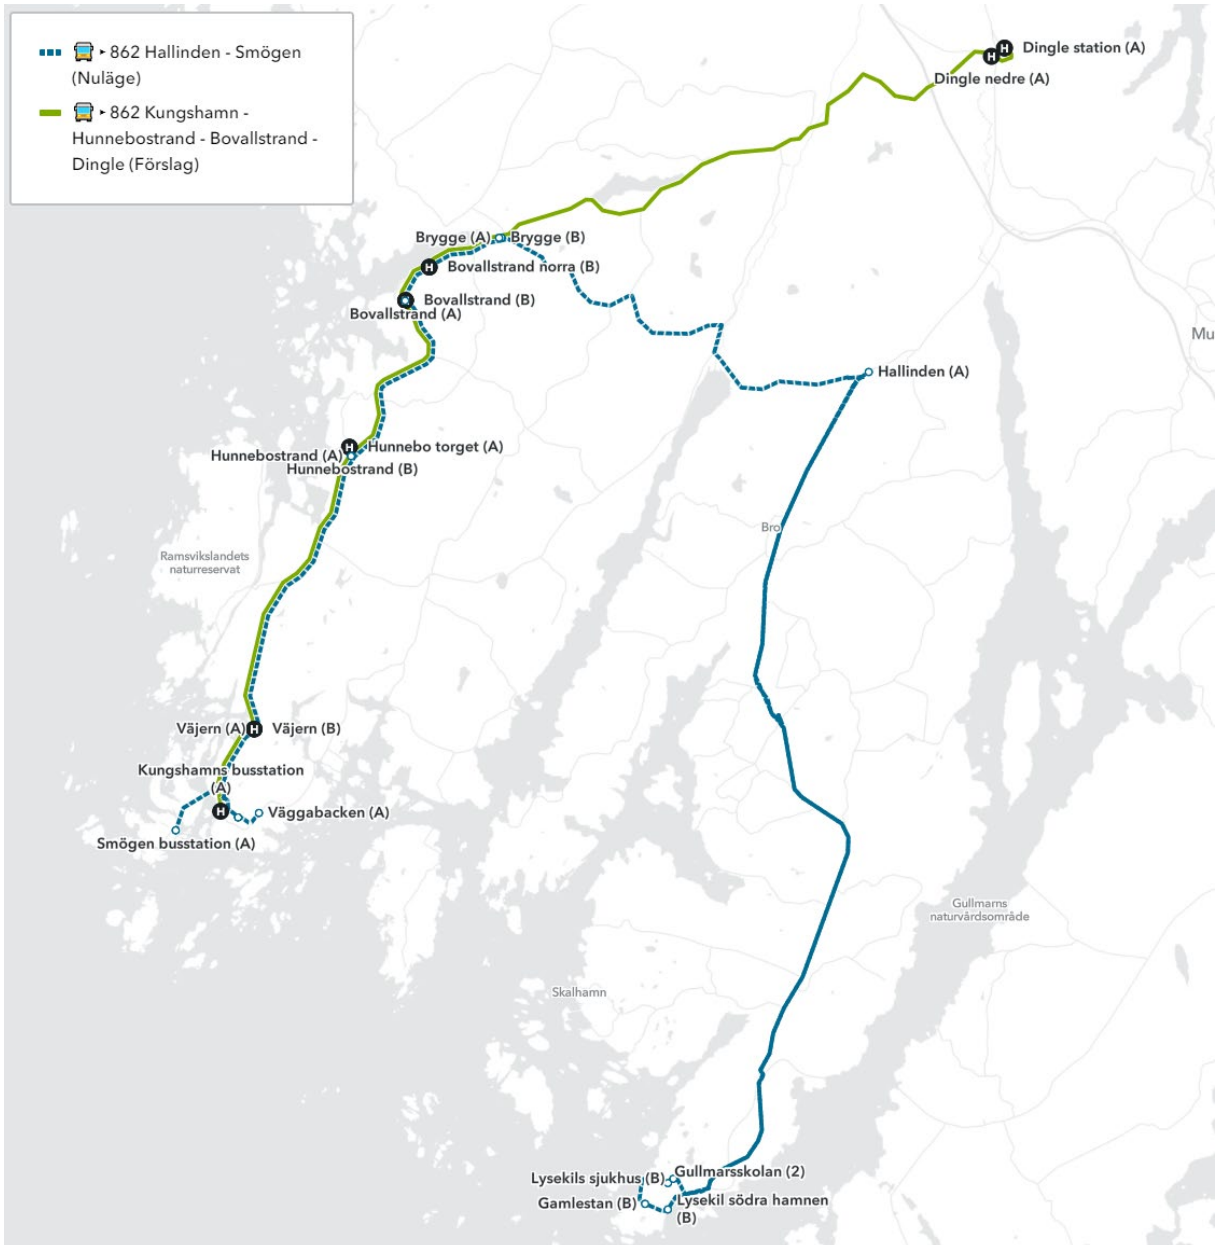 862 Hallinden - Smögen
(Nuläge)
862 Kungshamn -
Hunnebostrand - Bovallstrand -
Dingle (Förslag)
H
H
Dingle station (A)
Dingle nedre (A)
Brygge (A)
Brygge (B)
H
Bovallstrand norra (B)
Bovallstrand (B)
Bovallstrand (A)
Mu
Hallinden (A)
H
Hunnebo torget (A)
Hunnebostrand (A)
Hunnebostrand (B)
Bro
Ramsvikslandets
naturreservat
Väjern (A)
H
Väjern (B)
Kungshamns busstation
(A)
H
Väggabacken (A)
Smögen busstation (A)
Gullmarns
naturvårdsområde
Skalhamn
Lysekils sjukhus (B)
Gullmarsskolan (2)
Gamlestan (B)
Lysekil södra hamnen
(B)